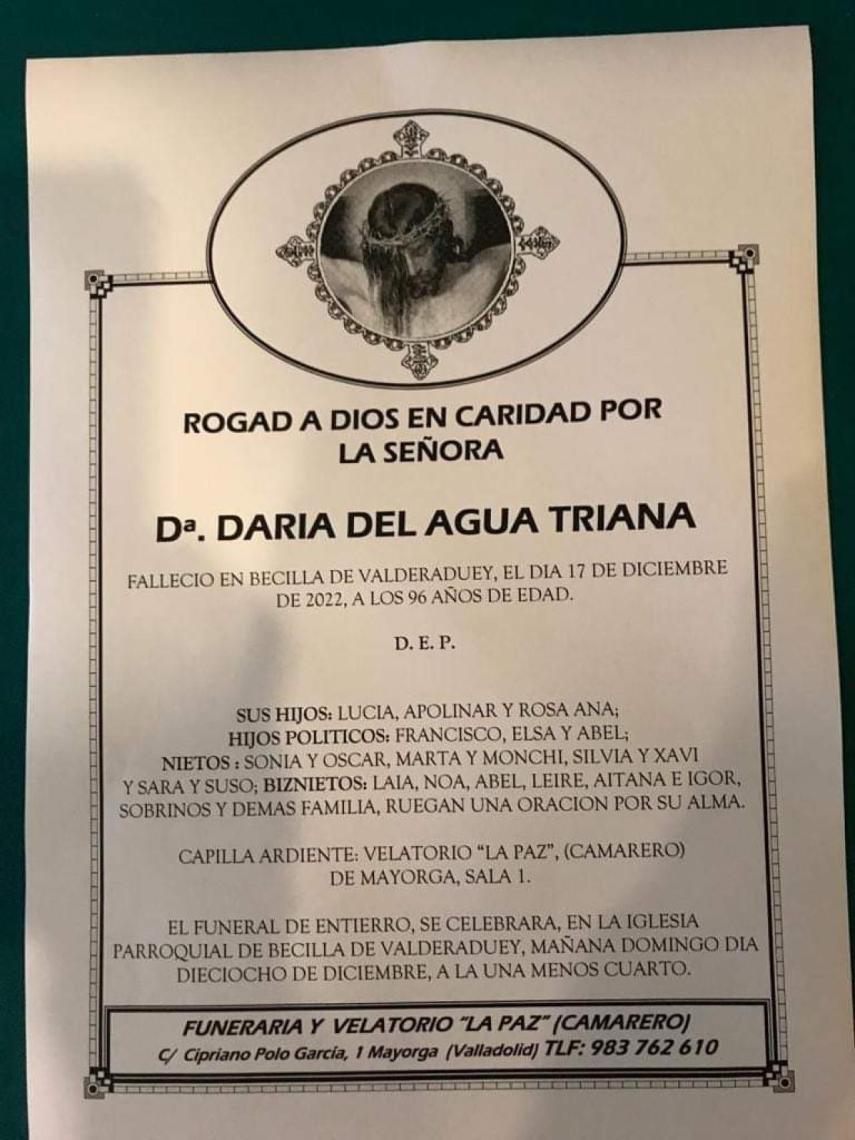 ROGAD A DIOS EN CARIDAD POR
LA SEÑORA
Dª. DARIA DEL AGUA TRIANA
FALLECIO EN BECILLA DE VALDERADUEY, EL DIA 17 DE DICIEMBRE
DE 2022, A LOS 96 AÑOS DE EDAD.
D. E. P.
SUS HIJOS: LUCIA, APOLINAR Y ROSA ANA;
HIJOS POLITICOS: FRANCISCO, ELSA Y ABEL;
NIETOS : SONIA Y OSCAR, MARTA Y MONCHI, SILVIA Y XAVI
Y SARA Y SUSO; BIZNIETOS: LAIA, NOA, ABEL, LEIRE, AITANA E IGOR,
SOBRINOS Y DEMAS FAMILIA, RUEGAN UNA ORACION POR SU ALMA.
CAPILLA ARDIENTE: VELATORIO “LA PAZ”, (CAMARERO)
DE MAYORGA, SALA 1.
EL FUNERAL DE ENTIERRO, SE CELEBRARA, EN LA IGLESIA
PARROQUIAL DE BECILLA DE VALDERADUEY, MAÑANA DOMINGO DIA
DIECIOCHO DE DICIEMBRE, A LA UNA MENOS CUARTO.
FUNERARIA Y VELATORIO “LA PAZ” (CAMARERO)
C/ Cipriano Polo García, 1 Mayorga (Valladolid) TLF: 983 762 610